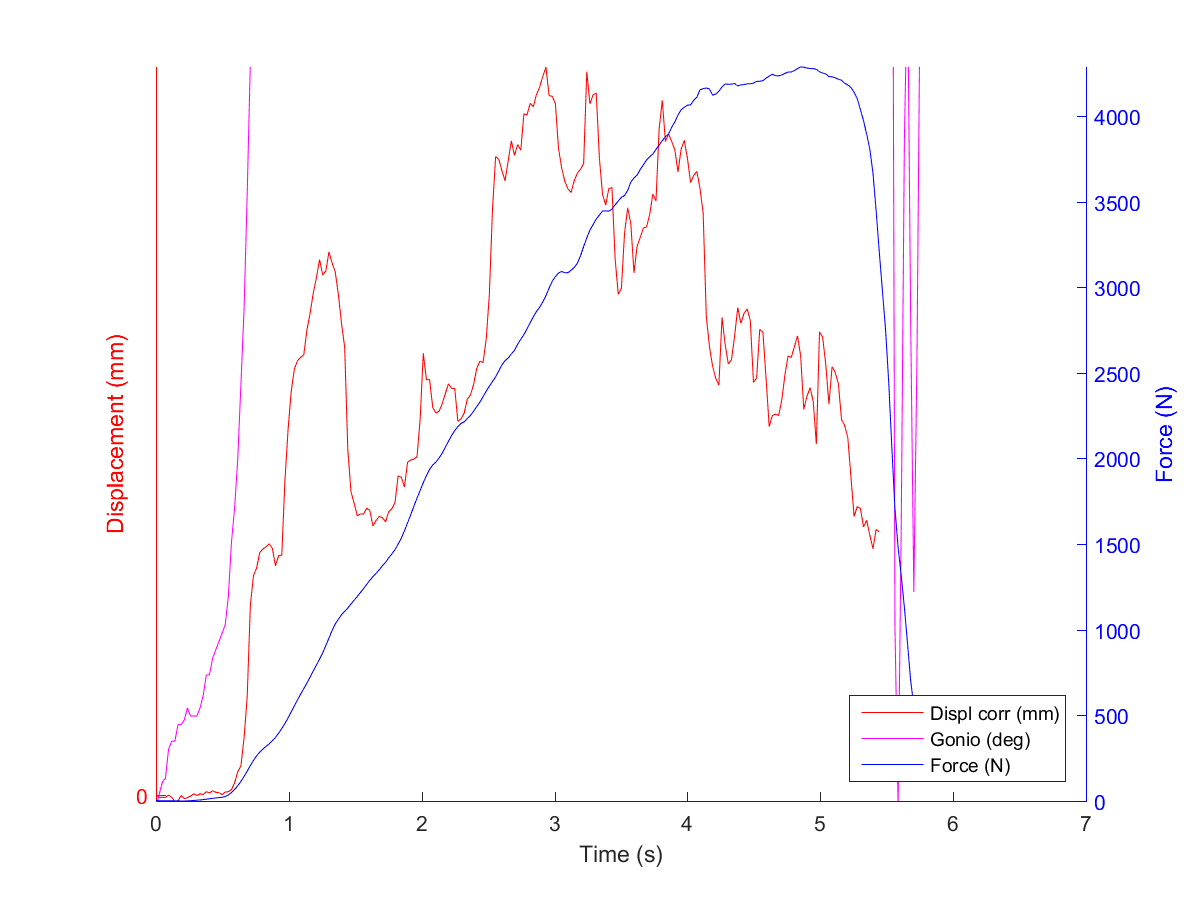 4000
3500
3000
2500
2000
1500
1000
500
0
Displacement (mm)
Force (N)
Displ corr (mm)
Gonio (deg)
Force (N)
0
0 1 2 3 4 5 6 7
Time (s)